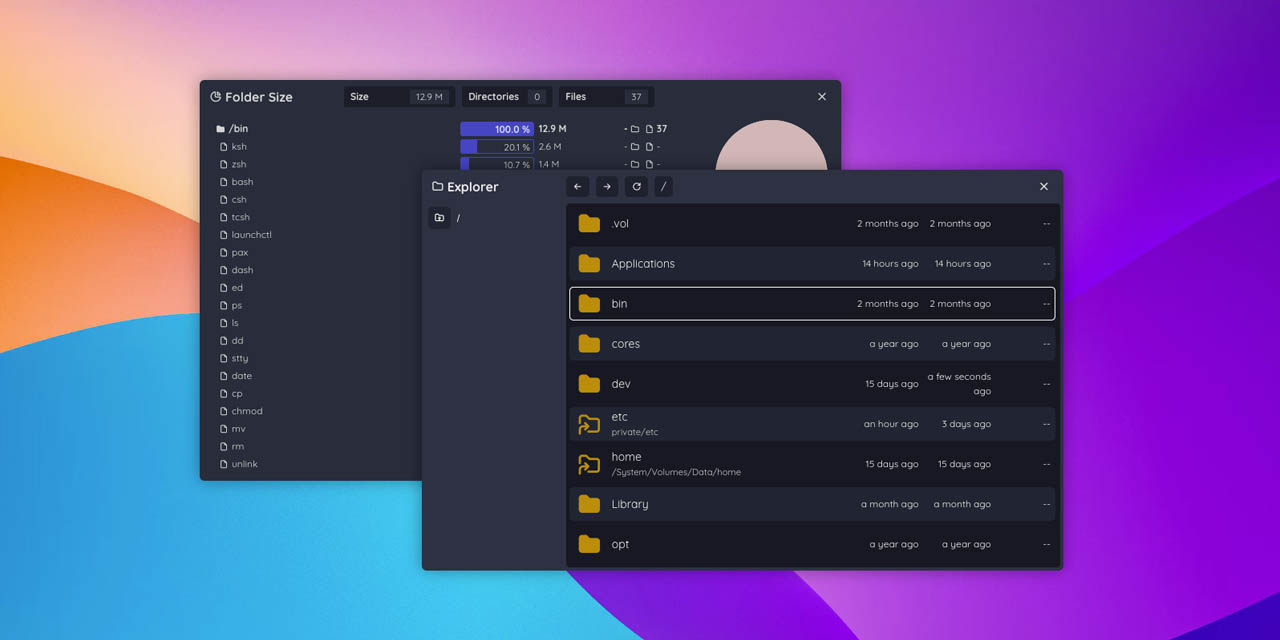 Folder Size Size 12.9 M Directories 0 Files 37
/bin 100.0 % 12.9 M - 37
ksh 20.1 % 2.6 M - -
zsh 10.7 % 1.4 M - -
bash
csh
tcsh
launchctl
pax
dash
ed
ps
ls
dd
stty
date
cp
chmod
mv
rm
unlink
Explorer /
/
.vol 2 months ago 2 months ago --
Applications 14 hours ago 14 hours ago --
bin 2 months ago 2 months ago --
cores a year ago a year ago --
dev 15 days ago a few seconds ago --
etc an hour ago 3 days ago --
private/etc
home 15 days ago 15 days ago --
/System/Volumes/Data/home
Library a month ago a month ago --
opt a year ago a year ago --